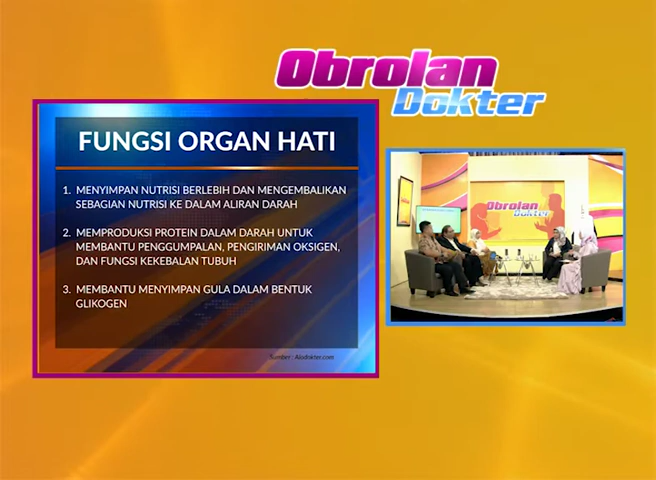 Obrolan
Dokter
FUNGSI ORGAN HATI
1. MENYIMPAN NUTRISI BERLEBIH DAN MENGEMBALIKAN
SEBAGIAN NUTRISI KE DALAM ALIRAN DARAH
2. MEMPRODUKSI PROTEIN DALAM DARAH UNTUK
MEMBANTU PENGGUMPALAN, PENGIRIMAN OKSIGEN,
DAN FUNGSI KEKEBALAN TUBUH
3. MEMBANTU MENYIMPAN GULA DALAM BENTUK
GLIKOGEN
Sumber : Alodokter.com
Obrolan
Dokter